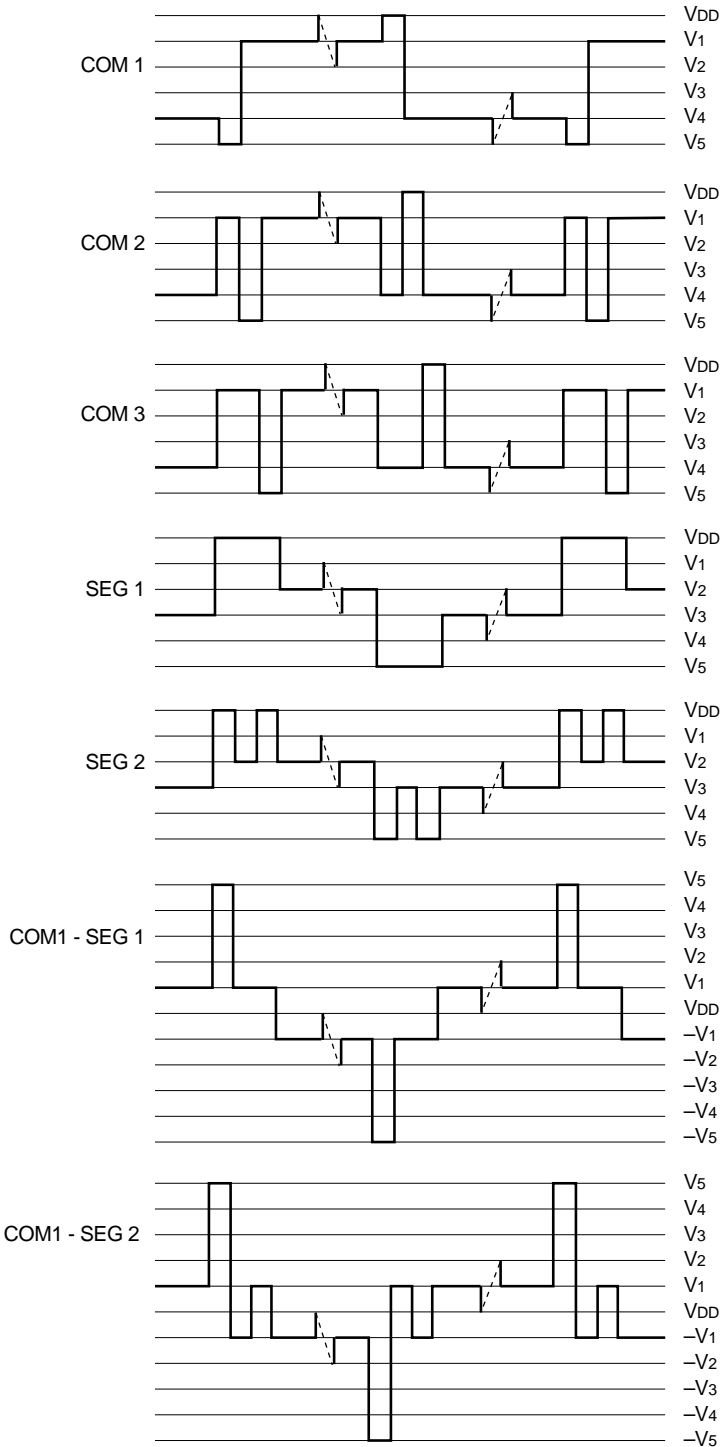 VDD
V1
COM 1 V2
V3
V4
V5
VDD
V1
COM 2 V2
V3
V4
V5
VDD
V1
COM 3 V2
V3
V4
V5
VDD
V1
SEG 1 V2
V3
V4
V5
VDD
V1
SEG 2 V2
V3
V4
V5
V5
V4
COM1 - SEG 1 V3
V2
V1
VDD
–V1
–V2
–V3
–V4
–V5
V5
V4
COM1 - SEG 2 V3
V2
V1
VDD
–V1
–V2
–V3
–V4
–V5